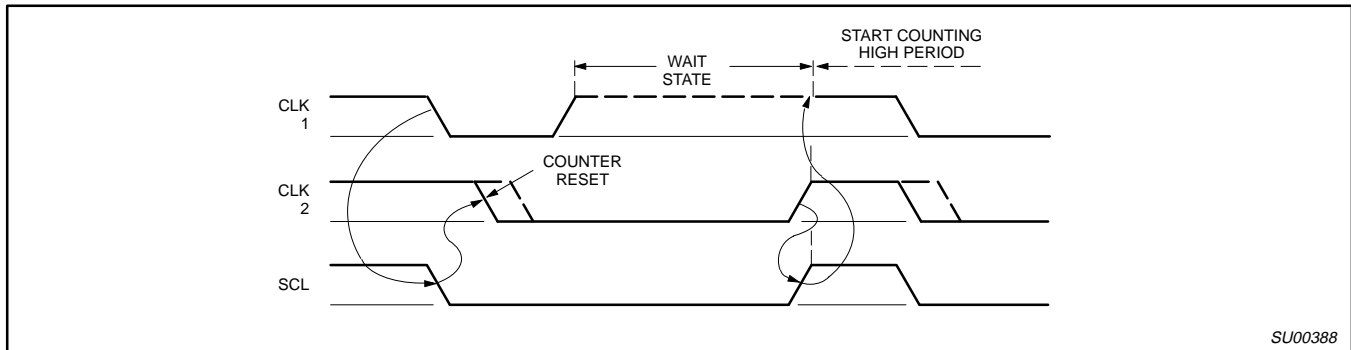 START COUNTING
HIGH PERIOD
WAIT
STATE
CLK
1
COUNTER
RESET
CLK
2
SCL
SU00388